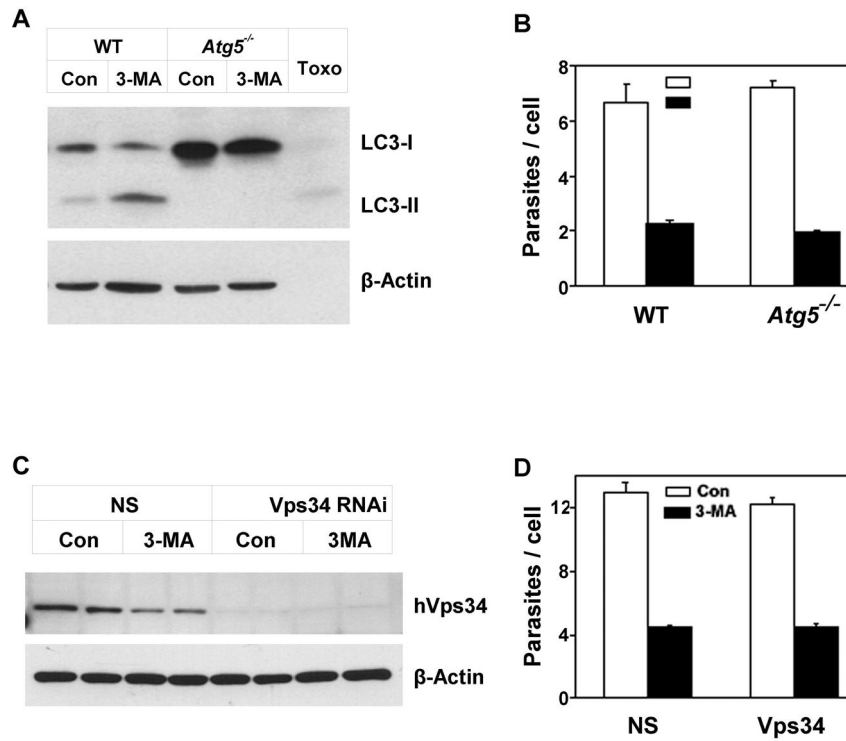 A
WT Atg5-/- Toxo
Con 3-MA Con 3-MA
LC3-I
LC3-II
β-Actin
B
8
6
4
2
0
Parasites / cell
WT Atg5-/-
C
NS Vps34 RNAi
Con 3-MA Con 3MA
hVps34
β-Actin
D
Con
3-MA
12
8
4
0
Parasites / cell
NS Vps34